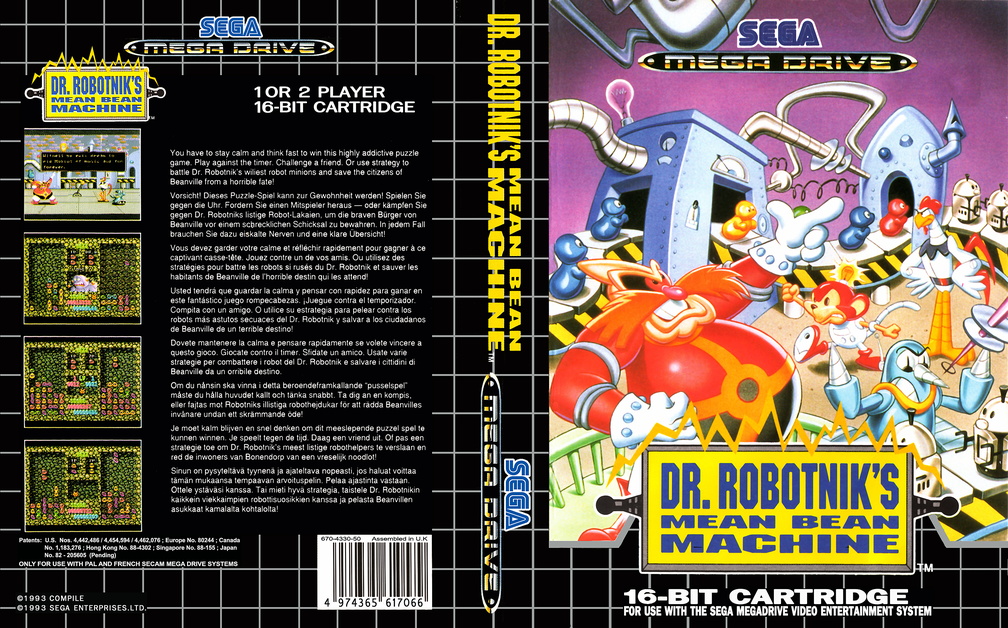 SEGA
MEGA DRIVE
DR. ROBOTNIK'S
MEAN BEAN
MACHINE
TM
1 OR 2 PLAYER
16-BIT CARTRIDGE
You have to stay calm and think fast to win this highly addictive puzzle
game. Play against the timer. Challenge a friend. Or use strategy to
battle Dr. Robotnik's wiliest robot minions and save the citizens of
Beanville from a horrible fate!
Vorsicht! Dieses Puzzle-Spiel kann zur Gewohnheit werden! Spielen Sie
gegen die Uhr. Fordern Sie einen Mitspieler heraus — oder kämpfen Sie
gegen Dr. Robotniks listige Robot-Lakaien, um die braven Bürger von
Beanville vor einem schrecklichen Schicksal zu bewahren. In jedem Fall
brauchen Sie dazu eiskalte Nerven und eine klare Übersicht!
Vous devez garder votre calme et réfléchir rapidement pour gagner à ce
captivant casse-tête. Jouez contre un de vos amis. Ou utilisez des
stratégies pour battre les robots si rusés du Dr. Robotnik et sauver les
habitants de Beanville de l'horrible destin qui les attend!
Usted tendrá que guardar la calma y pensar con rapidez para ganar en
este fantástico juego rompecabezas. ¡Juegue contra el temporizador.
Compita con un amigo. O utilice su estrategia para pelear contra los
robots más astutos secuaces del Dr. Robotnik y salvar a los ciudadanos
de Beanville de un terrible destino!
Dovete mantenere la calma e pensare rapidamente se volete vincere a
questo gioco. Giocate contro il timer. Sfidate un amico. Usate varie
strategie per combattere i robot del Dr. Robotnik e salvare i cittidini di
Beanville da un orribile destino.
Om du nånsin ska vinna i detta beroendeframkallande "pusselspel"
måste du hålla huvudet kallt och tänka snabbt. Ta dig an en kompis,
eller fajtas mot Robotniks illistiga robothejdukar för att rädda Beanvilles
invånare undan ett skrämmande öde!
Je moet kalm blijven en snel denken om dit meeslepende puzzel spel te
kunnen winnen. Je speelt tegen de tijd. Daag een vriend uit. Of pas een
strategie toe om Dr. Robotnik's meest listige robothelpers te verslaan en
red de inwoners van Bonendorp van een vreselijk noodlot!
Sinun on pysyteltävä tyynenä ja ajateltava nopeasti, jos haluat voittaa
tämän mukaansa tempaavan arvoituspelin. Pelaa ajastinta vastaan.
Ottele ystäväsi kanssa. Tai mieti hyvä strategia, taistele Dr. Robotnikin
kaikkein viekkaimpien robottisuosikkien kanssa ja pelasta Beanvillen
asukkaat kamalalta kohtalolta!
Patents: U.S. Nos. 4,442,486 / 4,454,594 / 4,462,076 ; Europe No. 80244 ; Canada
No. 1,183,276 ; Hong Kong No. 88-4302 ; Singapore No. 88-155 ; Japan
No. 82 - 205605 (Pending)
ONLY FOR USE WITH PAL AND FRENCH SECAM MEGA DRIVE SYSTEMS
©1993 COMPILE
©1993 SEGA ENTERPRISES.LTD.
670-4330-50 Assembled in U.K
4 974365 617066
DR. ROBOTNIK'S MEAN BEAN MACHINE
TM
MEGA DRIVE
SEGA
SEGA
MEGA DRIVE
DR. ROBOTNIK'S
MEAN BEAN
MACHINE
TM
16-BIT CARTRIDGE
FOR USE WITH THE SEGA MEGADRIVE VIDEO ENTERTAINMENT SYSTEM